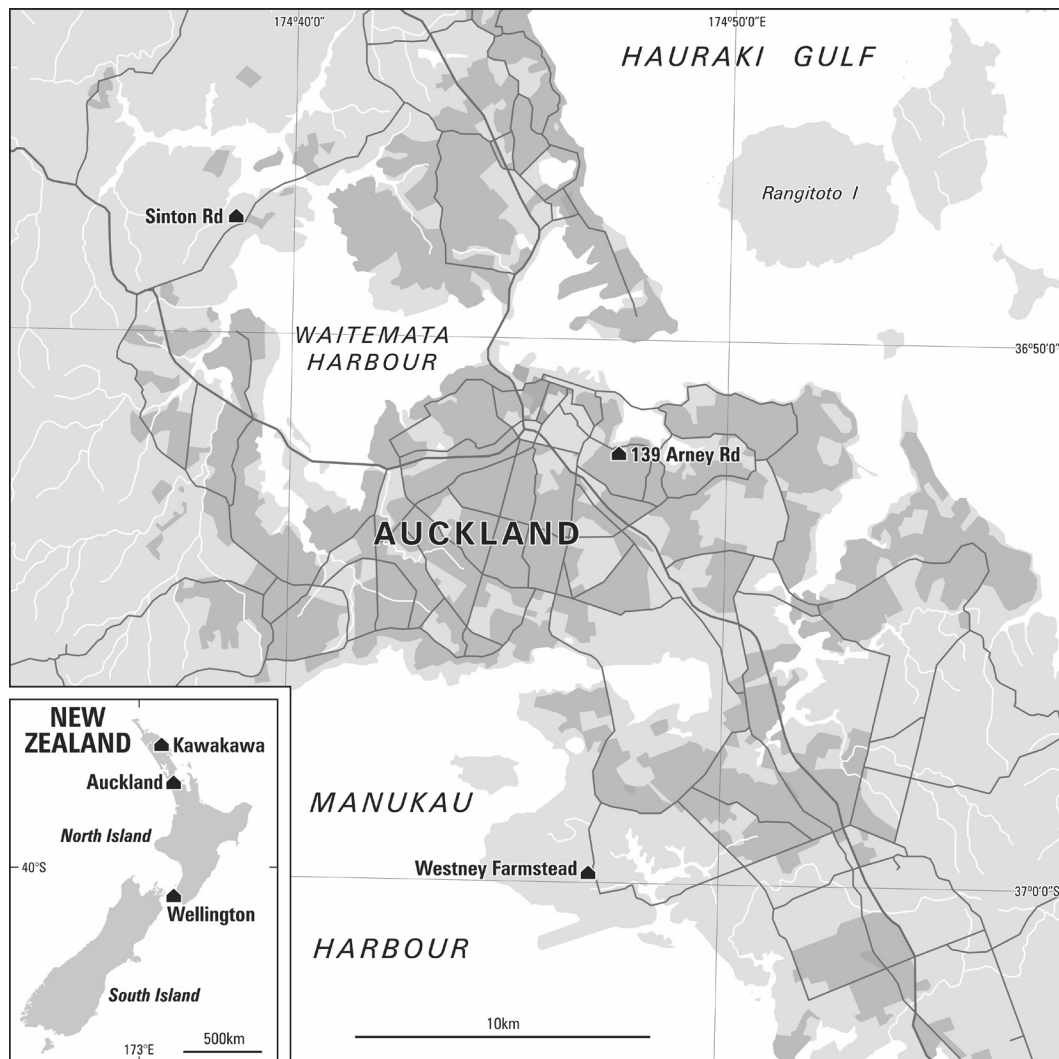 174°40'0"
174°50'0"E
HAURAKI GULF
Rangitoto I
Sinton Rd
WAITEMATA
HARBOUR
36°50'0"
139 Arney Rd
AUCKLAND
NEW
ZEALAND
Kawakawa
Auckland
North Island
40°S
Wellington
South Island
173°E
500km
MANUKAU
Westney Farmstead
37°0'0"S
HARBOUR
10km